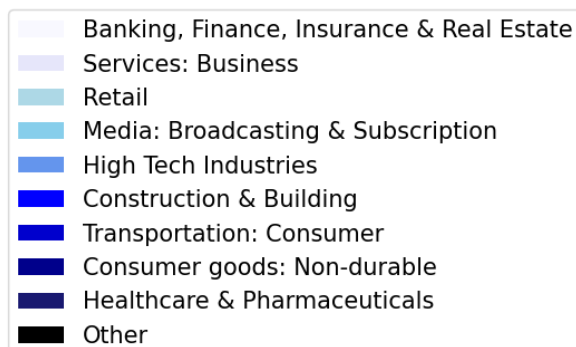 Banking, Finance, Insurance & Real Estate
Services: Business
Retail
Media: Broadcasting & Subscription
High Tech Industries
Construction & Building
Transportation: Consumer
Consumer goods: Non-durable
Healthcare & Pharmaceuticals
Other